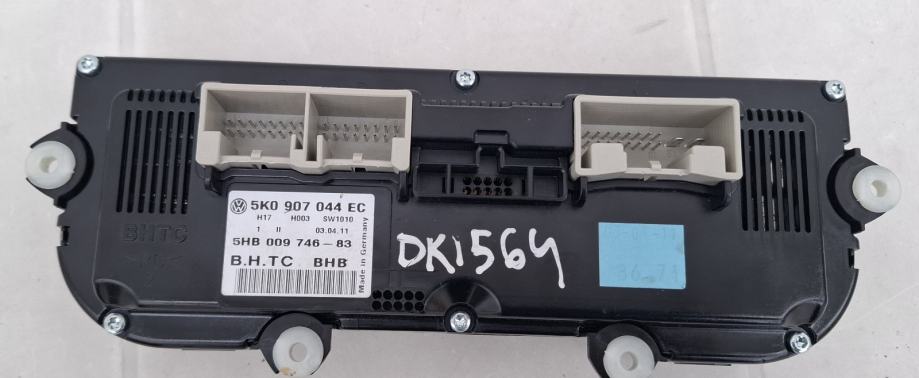 5K0 907 044 EC
H17 H003 SW1010
1 II 03.04.11
5HB 009 746-83
B.H.TC BHB
Made in Germany
BHTC
DK1564
36 71